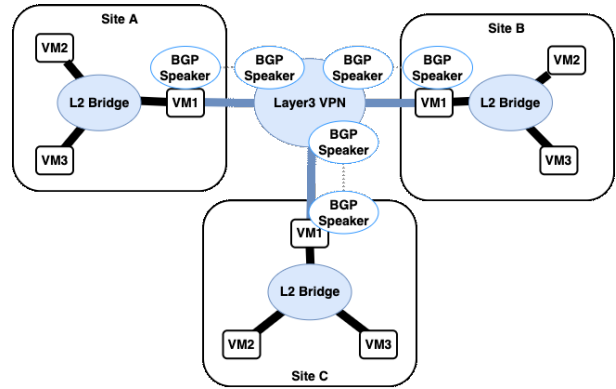 Site A
VM2
BGP
Speaker
BGP
Speaker
L2 Bridge
VM1
VM3
Layer3 VPN
BGP
Speaker
BGP
Speaker
Site B
VM2
VM1
L2 Bridge
VM3
BGP
Speaker
BGP
Speaker
VM1
L2 Bridge
VM2
VM3
Site C